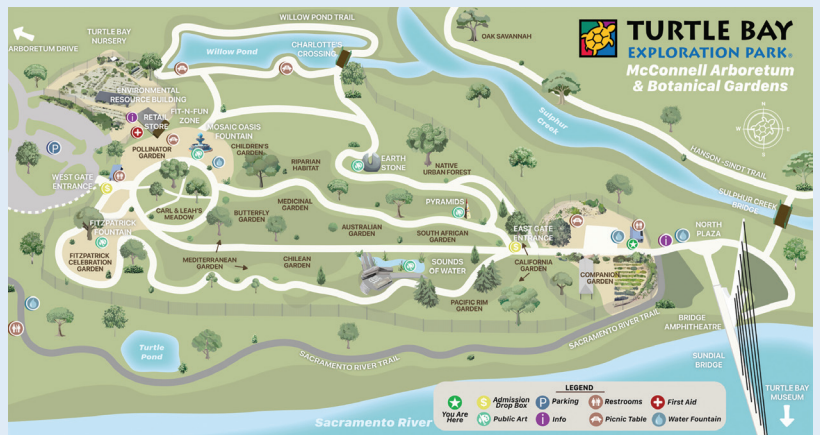 TURTLE BAY
EXPLORATION PARK®
McConnell Arboretum
& Botanical Gardens
WILLOW POND TRAIL
OAK SAVANNAH
ARBORETUM DRIVE
TURTLE BAY
NURSERY
Willow Pond
CHARLOTTE'S
CROSSING
ENVIRONMENTAL
RESOURCE BUILDING
RETAIL
STORE
FIT-N-FUN
ZONE
MOSAIC OASIS
FOUNTAIN
POLLINATOR
GARDEN
CHILDREN'S
GARDEN
RIPARIAN
HABITAT
EARTH
STONE
NATIVE
URBAN FOREST
Sulphur
Creek
N
W
E
S
HANSON -SINDT TRAIL
SULPHUR CREEK
BRIDGE
WEST GATE
ENTRANCE
CARL & LEAH'S
MEADOW
BUTTERFLY
GARDEN
MEDICINAL
GARDEN
PYRAMIDS
AUSTRALIAN
GARDEN
SOUTH AFRICAN
GARDEN
EAST GATE
ENTRANCE
NORTH
PLAZA
FITZPATRICK
FOUNTAIN
FITZPATRICK
CELEBRATION
GARDEN
MEDITERRANEAN
GARDEN
CHILEAN
GARDEN
SOUNDS
OF WATER
CALIFORNIA
GARDEN
COMPANION
GARDEN
PACIFIC RIM
GARDEN
BRIDGE
AMPHITHEATRE
SUNDIAL
BRIDGE
SACRAMENTO RIVER TRAIL
SACRAMENTO RIVER TRAIL
Turtle
Pond
Sacramento River
TURTLE BAY
MUSEUM
LEGEND
You Are
Here
$ Admission
Drop Box
P Parking
Restrooms
First Aid
Public Art
i Info
Picnic Table
Water Fountain